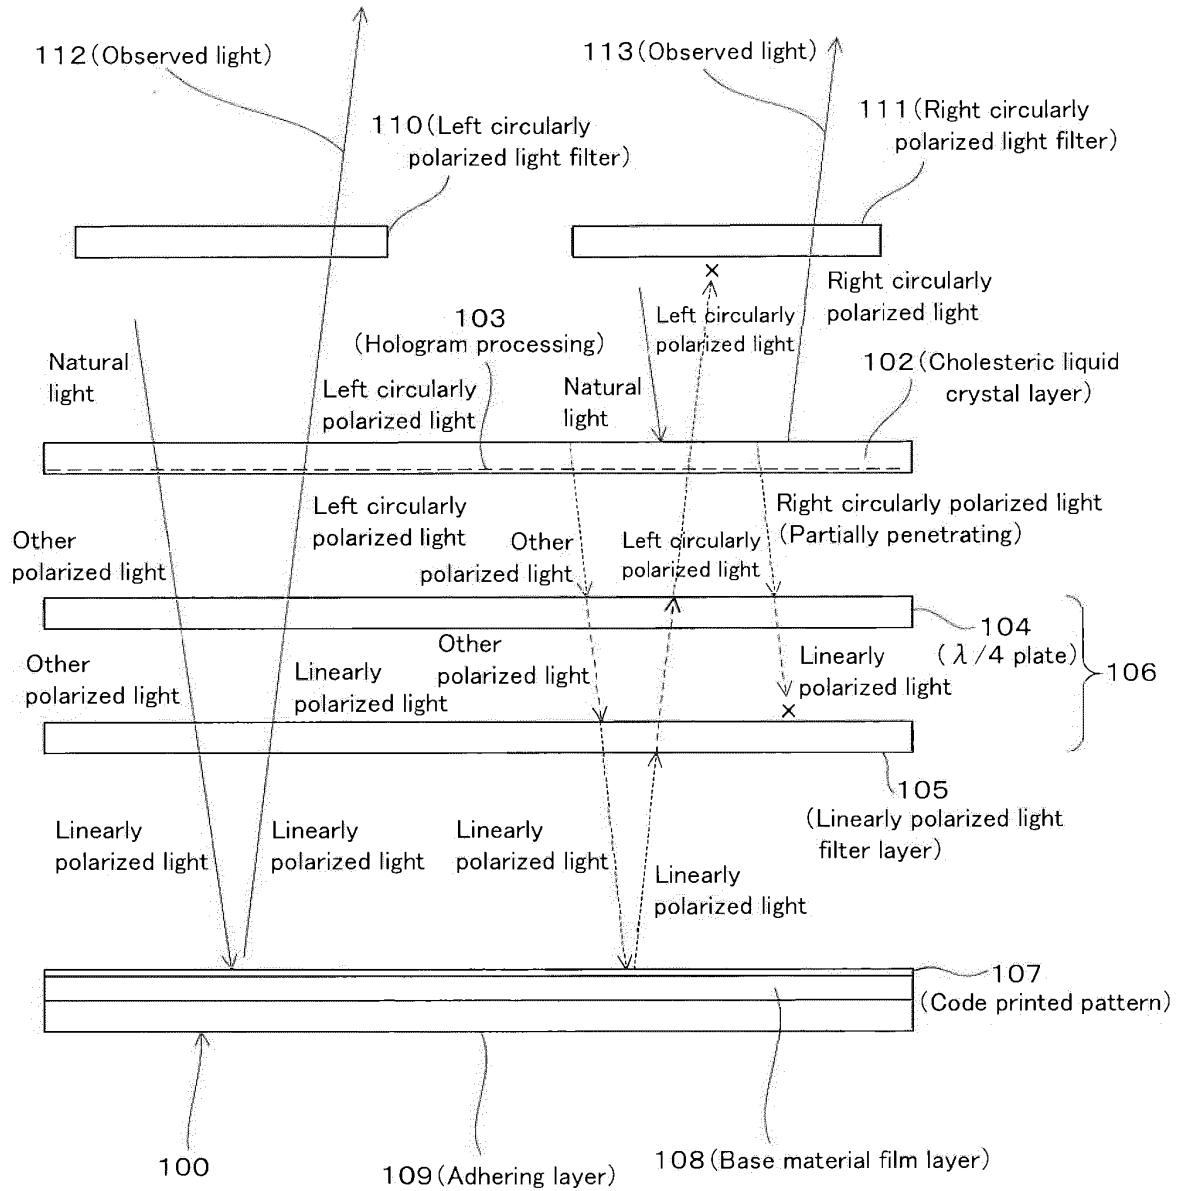 112(Observed light)
113(Observed light)
110(Left circularly
polarized light filter)
111(Right circularly
polarized light filter)
×
Right circularly
polarized light
Left circularly
polarized light
103
(Hologram processing)
Natural
light
Left circularly
polarized light
Natural
light
102(Cholesteric liquid
crystal layer)
Left circularly
polarized light
Right circularly polarized light
(Partially penetrating)
Other
polarized light
Other
polarized light
Left circularly
polarized light
104
(λ/4 plate)
106
Other
polarized light
Linearly
polarized light
Other
polarized light
Linearly
polarized light
×
105
(Linearly polarized light
filter layer)
Linearly
polarized light
Linearly
polarized light
Linearly
polarized light
Linearly
polarized light
107
(Code printed pattern)
100
109(Adhering layer)
108(Base material film layer)